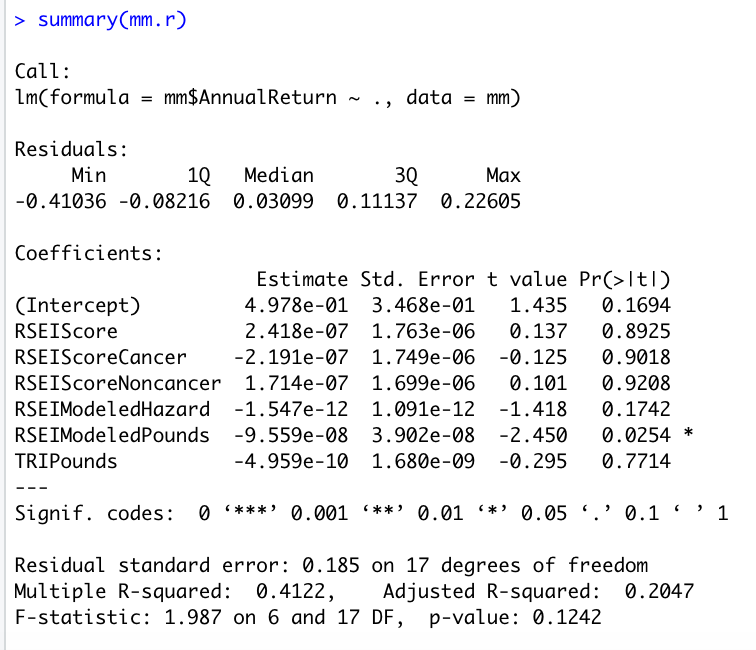 > summary(mm.r)
Call:
lm(formula = mm$AnnualReturn ~ ., data = mm)
Residuals:
     Min       1Q   Median       3Q      Max
-0.41036 -0.08216  0.03099  0.11137  0.22605
Coefficients:
                    Estimate Std. Error t value Pr(>|t|)
(Intercept)        4.978e-01  3.468e-01   1.435   0.1694
RSEIScore          2.418e-07  1.763e-06   0.137   0.8925
RSEIScoreCancer   -2.191e-07  1.749e-06  -0.125   0.9018
RSEIScoreNoncancer 1.714e-07  1.699e-06   0.101   0.9208
RSEIModeledHazard -1.547e-12  1.091e-12  -1.418   0.1742
RSEIModeledPounds -9.559e-08  3.902e-08  -2.450   0.0254 *
TRIPounds         -4.959e-10  1.680e-09  -0.295   0.7714
---
Signif. codes:  0 ‘***’ 0.001 ‘**’ 0.01 ‘*’ 0.05 ‘.’ 0.1 ‘ ’ 1
Residual standard error: 0.185 on 17 degrees of freedom
Multiple R-squared:  0.4122,    Adjusted R-squared:  0.2047
F-statistic: 1.987 on 6 and 17 DF,  p-value: 0.1242